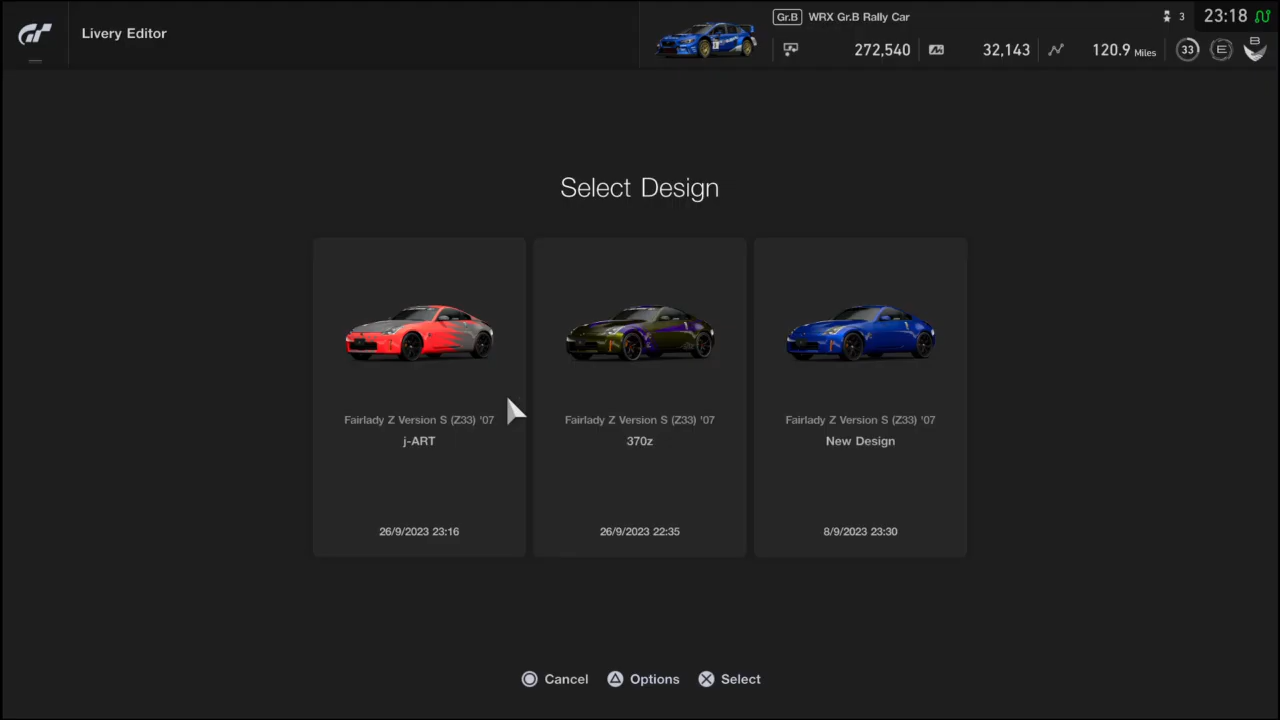 Livery Editor
Gr.B WRX Gr.B Rally Car
3
23:18
272,540
32,143
120.9 Miles
33
E
B
Select Design
Fairlady Z Version S (Z33) '07
j-ART
26/9/2023 23:16
Fairlady Z Version S (Z33) '07
370z
26/9/2023 22:35
Fairlady Z Version S (Z33) '07
New Design
8/9/2023 23:30
Cancel
Options
Select